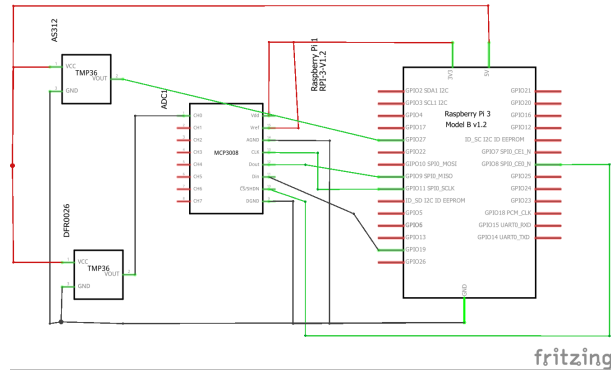 AS312
TMP36
VCC
GND
VOUT
1
3
2
ADC1
CH0
CH1
CH2
CH3
CH4
CH5
CH6
CH7
MCP3008
Vdd
Vref
AGND
CLK
Dout
Din
CS/SHDN
DGND
DFR0026
TMP36
VCC
GND
VOUT
Raspberry Pi 1
RPI-3-V1.2
3V3
5V
Raspberry Pi 3
Model B v1.2
GPIO2 SDA1 I2C
GPIO3 SCL1 I2C
GPIO4
GPIO17
GPIO27
GPIO22
GPIO10 SPI0_MOSI
GPIO9 SPI0_MISO
GPIO11 SPI0_SCLK
ID_SD I2C ID EEPROM
GPIO5
GPIO6
GPIO13
GPIO19
GPIO26
GPIO21
GPIO20
GPIO16
GPIO12
ID_SC I2C ID EEPROM
GPIO7 SPI0_CE1_N
GPIO8 SPI0_CE0_N
GPIO25
GPIO24
GPIO23
GPIO18 PCM_CLK
GPIO15 UART0_RXD
GPIO14 UART0_TXD
GND
fritzing